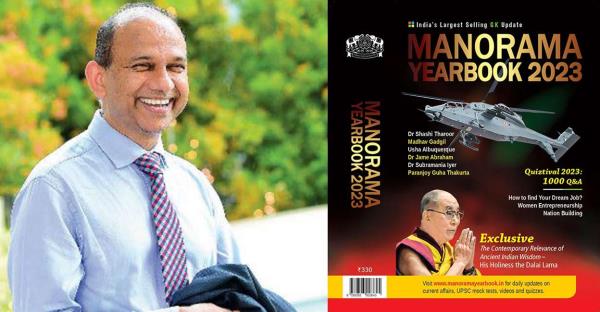 India's Largest Selling GK Update
MANORAMA
YEARBOOK 2023
MANORAMA
YEARBOOK 2023
Dr Shashi Tharoor
Madhav Gadgil
Usha Albuquerque
Dr Jame Abraham
Dr Subramania Iyer
Paranjoy Guha Thakurta
Quiztival 2023:
1000 Q&A
How to find Your Dream Job?
Women Entrepreneurship
Nation Building
Exclusive
The Contemporary Relevance of
Ancient Indian Wisdom –
His Holiness the Dalai Lama
₹330
Visit www.manoramayearbook.in for daily updates on
current affairs, UPSC mock tests, videos and quizzes.